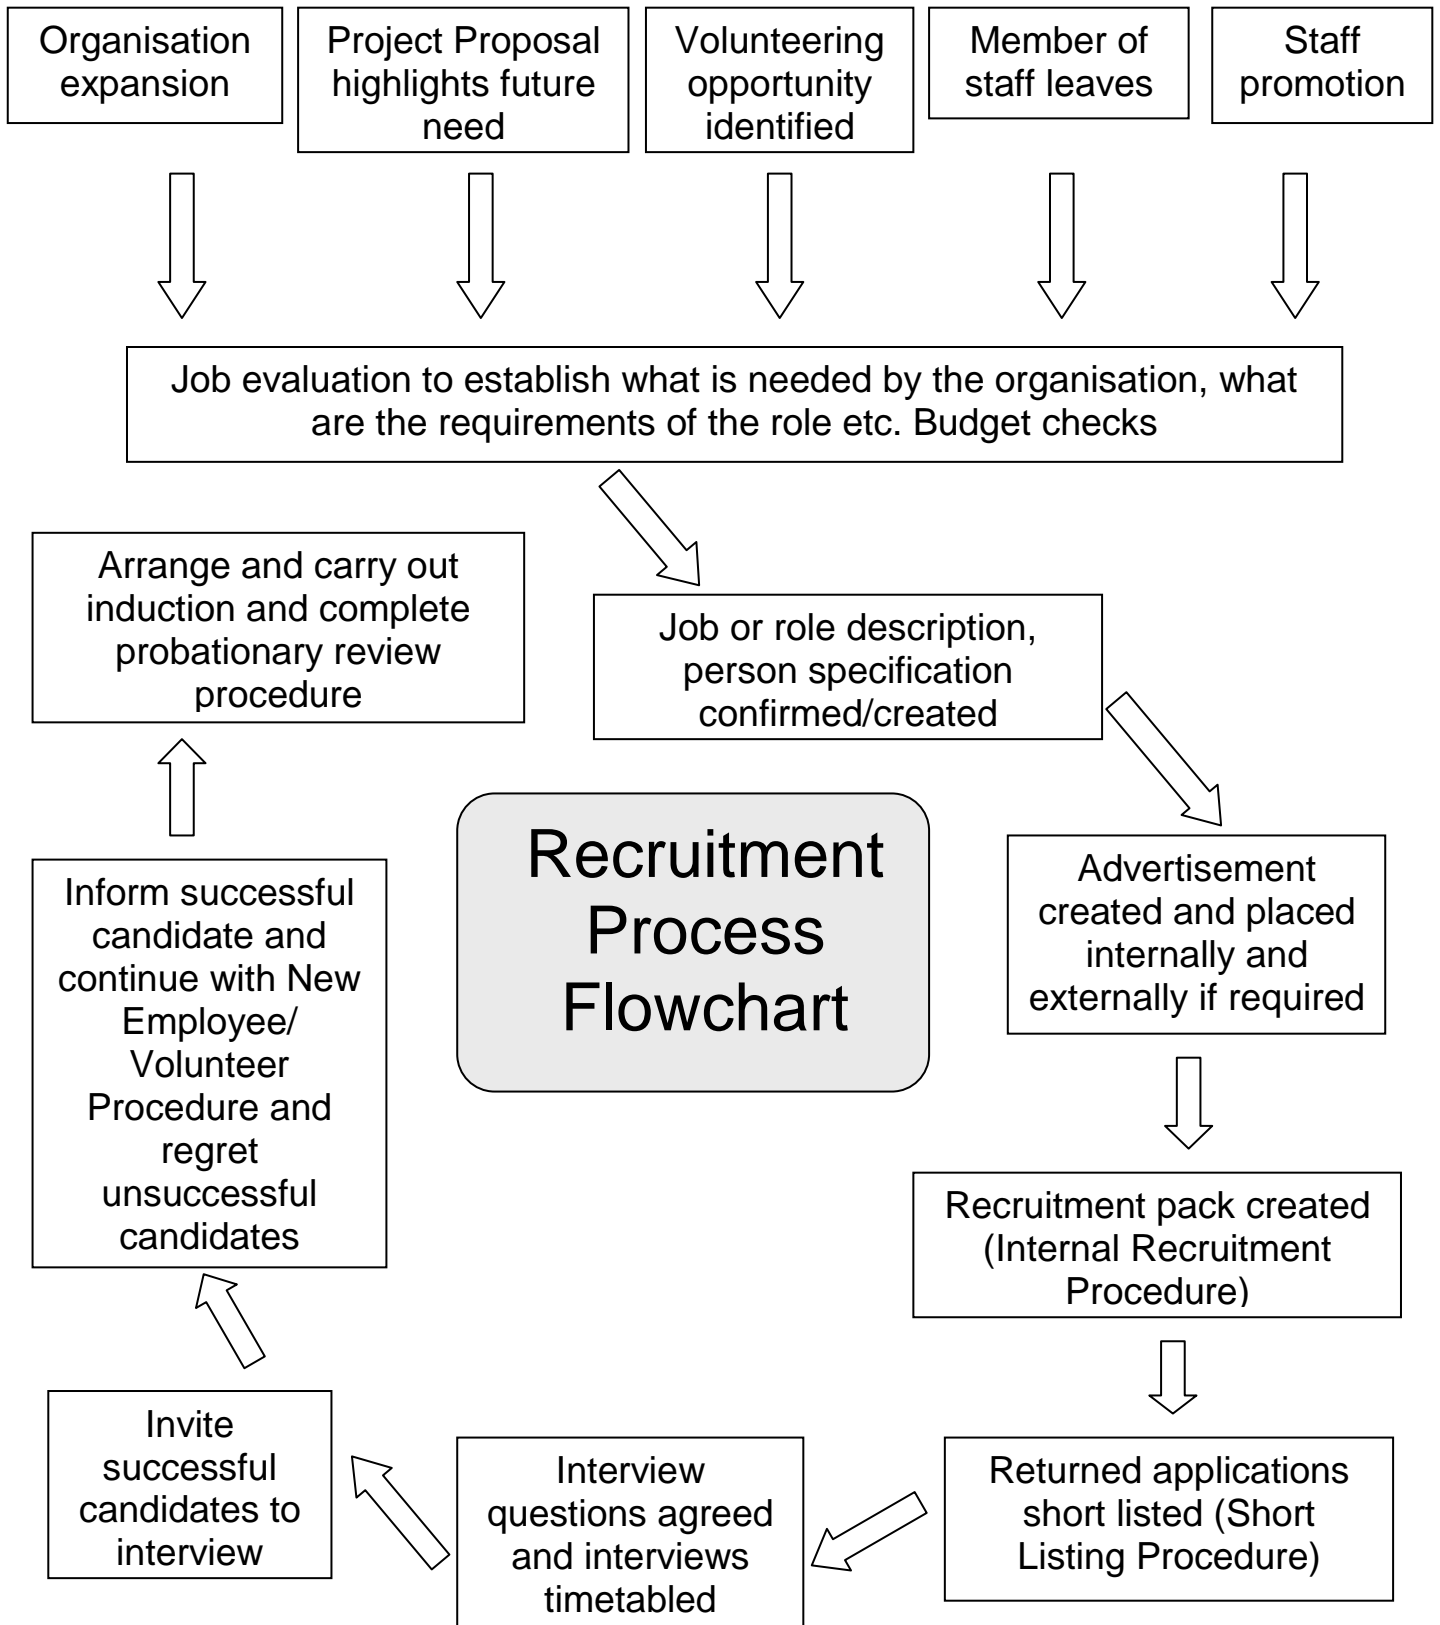 Organisation
expansion
Project Proposal
highlights future
need
Volunteering
opportunity
identified
Member of
staff leaves
Staff
promotion
Job evaluation to establish what is needed by the organisation, what
are the requirements of the role etc. Budget checks
Arrange and carry out
induction and complete
probationary review
procedure
Job or role description,
person specification
confirmed/created
Recruitment
Process
Flowchart
Advertisement
created and placed
internally and
externally if required
Inform successful
candidate and
continue with New
Employee/
Volunteer
Procedure and
regret
unsuccessful
candidates
Recruitment pack created
(Internal Recruitment
Procedure)
Invite
successful
candidates to
interview
Interview
questions agreed
and interviews
timetabled
Returned applications
short listed (Short
Listing Procedure)